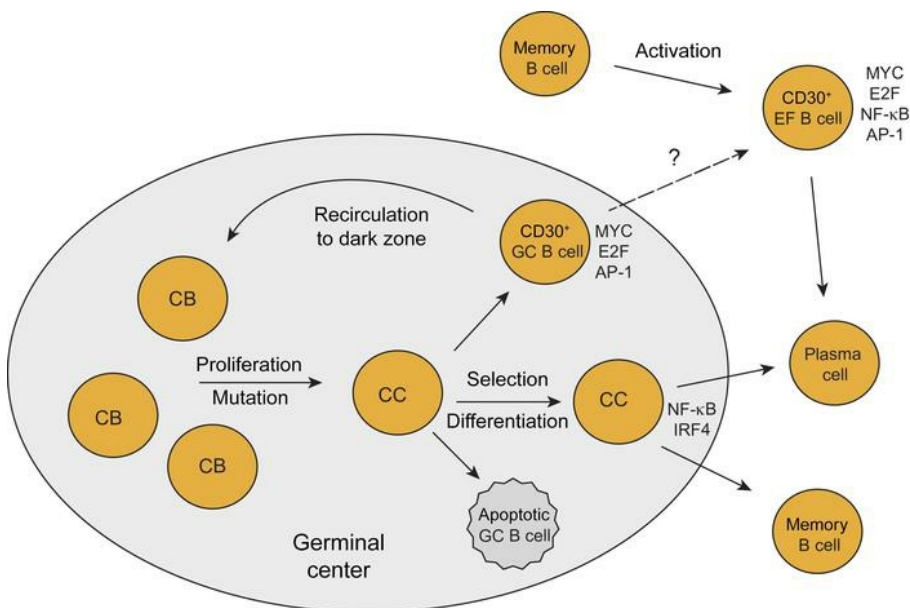 Memory
B cell
Activation
CD30⁺
EF B cell
MYC
E2F
NF-κB
AP-1
?
Recirculation
to dark zone
CD30⁺
GC B cell
MYC
E2F
AP-1
CB
CB
CB
Proliferation
Mutation
CC
Selection
Differentiation
CC
NF-κB
IRF4
Plasma
cell
Apoptotic
GC B cell
Memory
B cell
Germinal
center